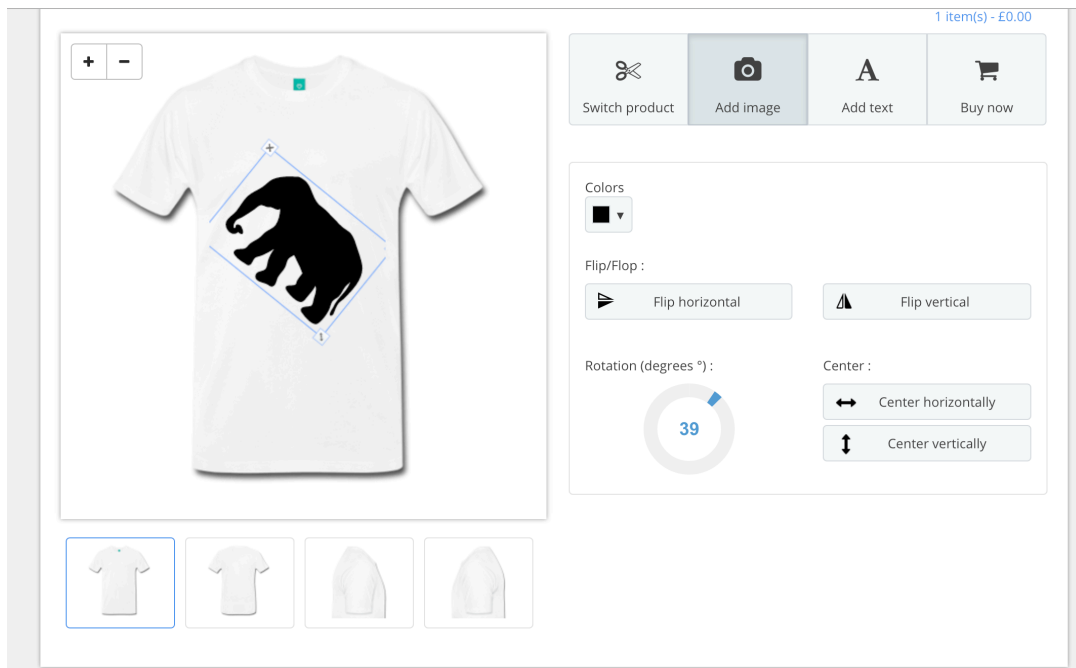 1 item(s) - £0.00
Switch product
Add image
A
Add text
Buy now
Colors
Flip/Flop :
Flip horizontal
Flip vertical
Rotation (degrees °) :
39
Center :
Center horizontally
Center vertically